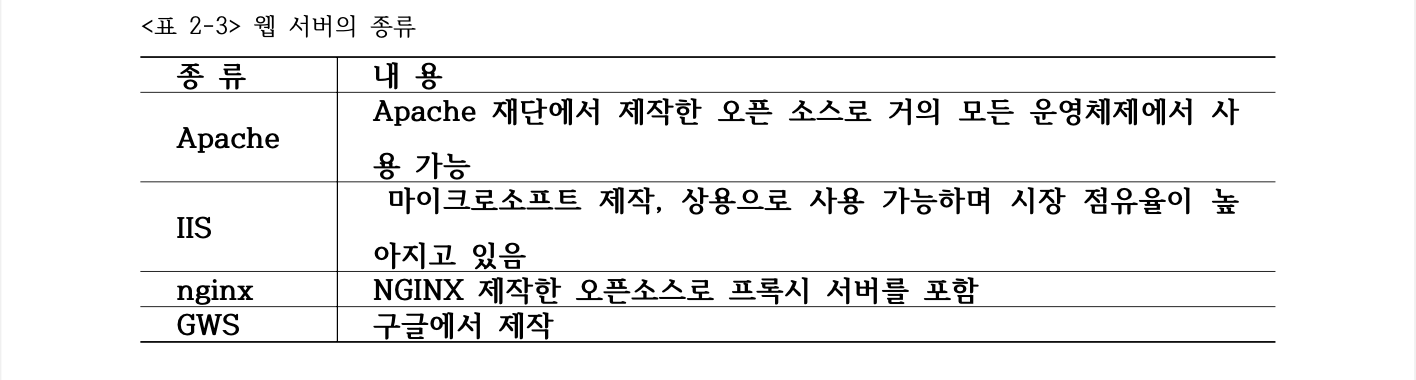 <표 2-3> 웹 서버의 종류
종 류 내 용
Apache 재단에서 제작한 오픈 소스로 거의 모든 운영체제에서 사
Apache
용 가능
마이크로소프트 제작, 상용으로 사용 가능하며 시장 점유율이 높
IIS
아지고 있음
nginx NGINX 제작한 오픈소스로 프록시 서버를 포함
GWS 구글에서 제작